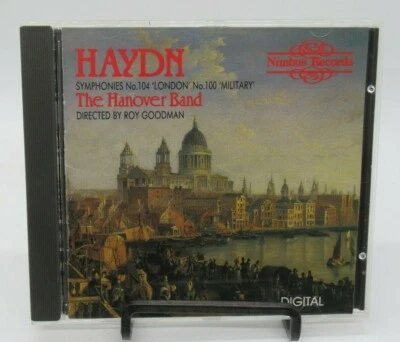 HAYDN
SYMPHONIES No.104 'LONDON' No.100 'MILITARY'
The Hanover Band
DIRECTED BY ROY GOODMAN
Nimbus Records
DIGITAL